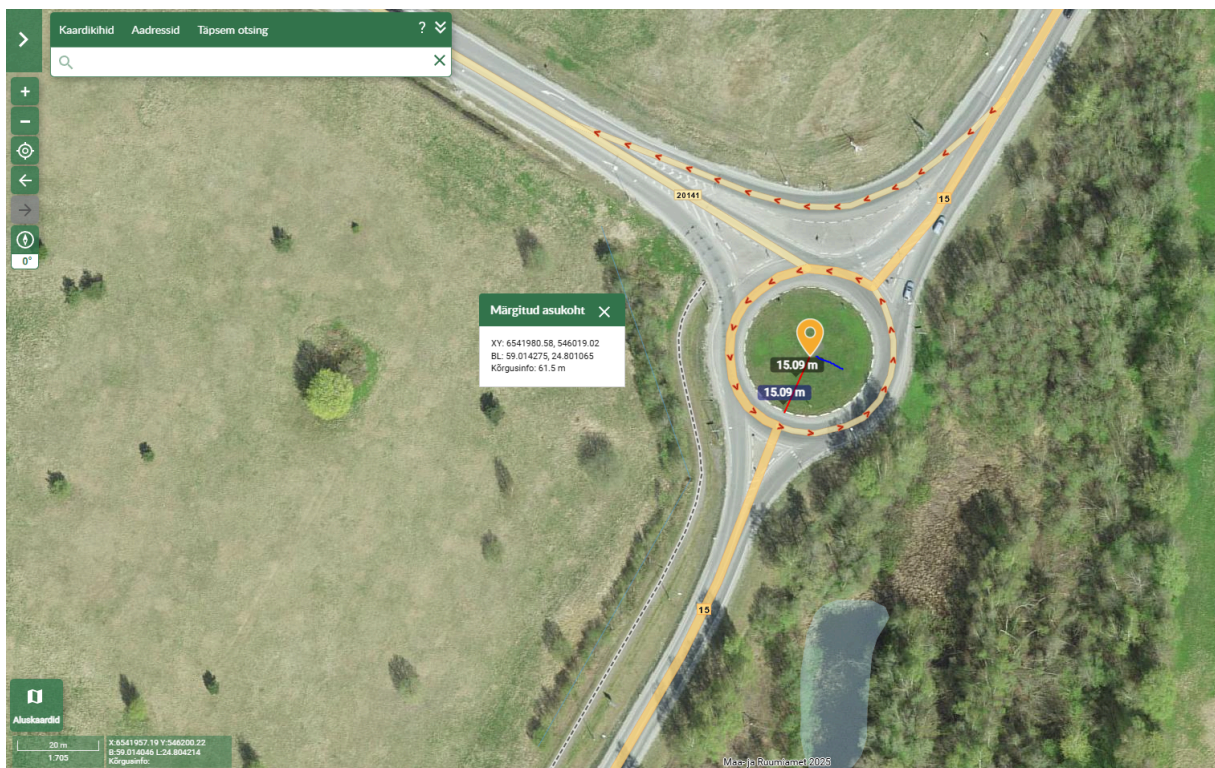 Kaardikihid Aadressid Täpsem otsing ?
20141
15
0°
Märgitud asukoht
XY: 6541980.58, 546019.02
BL: 59.014275, 24.801065
Kõrgusinfo: 61.5 m
15.09 m
15.09 m
15
Aluskaardid
20 m
1:705
X:6541957.19 Y:546200.22
B:59.014046 L:24.804214
Kõrgusinfo:
Maa- ja Ruumiamet 2025